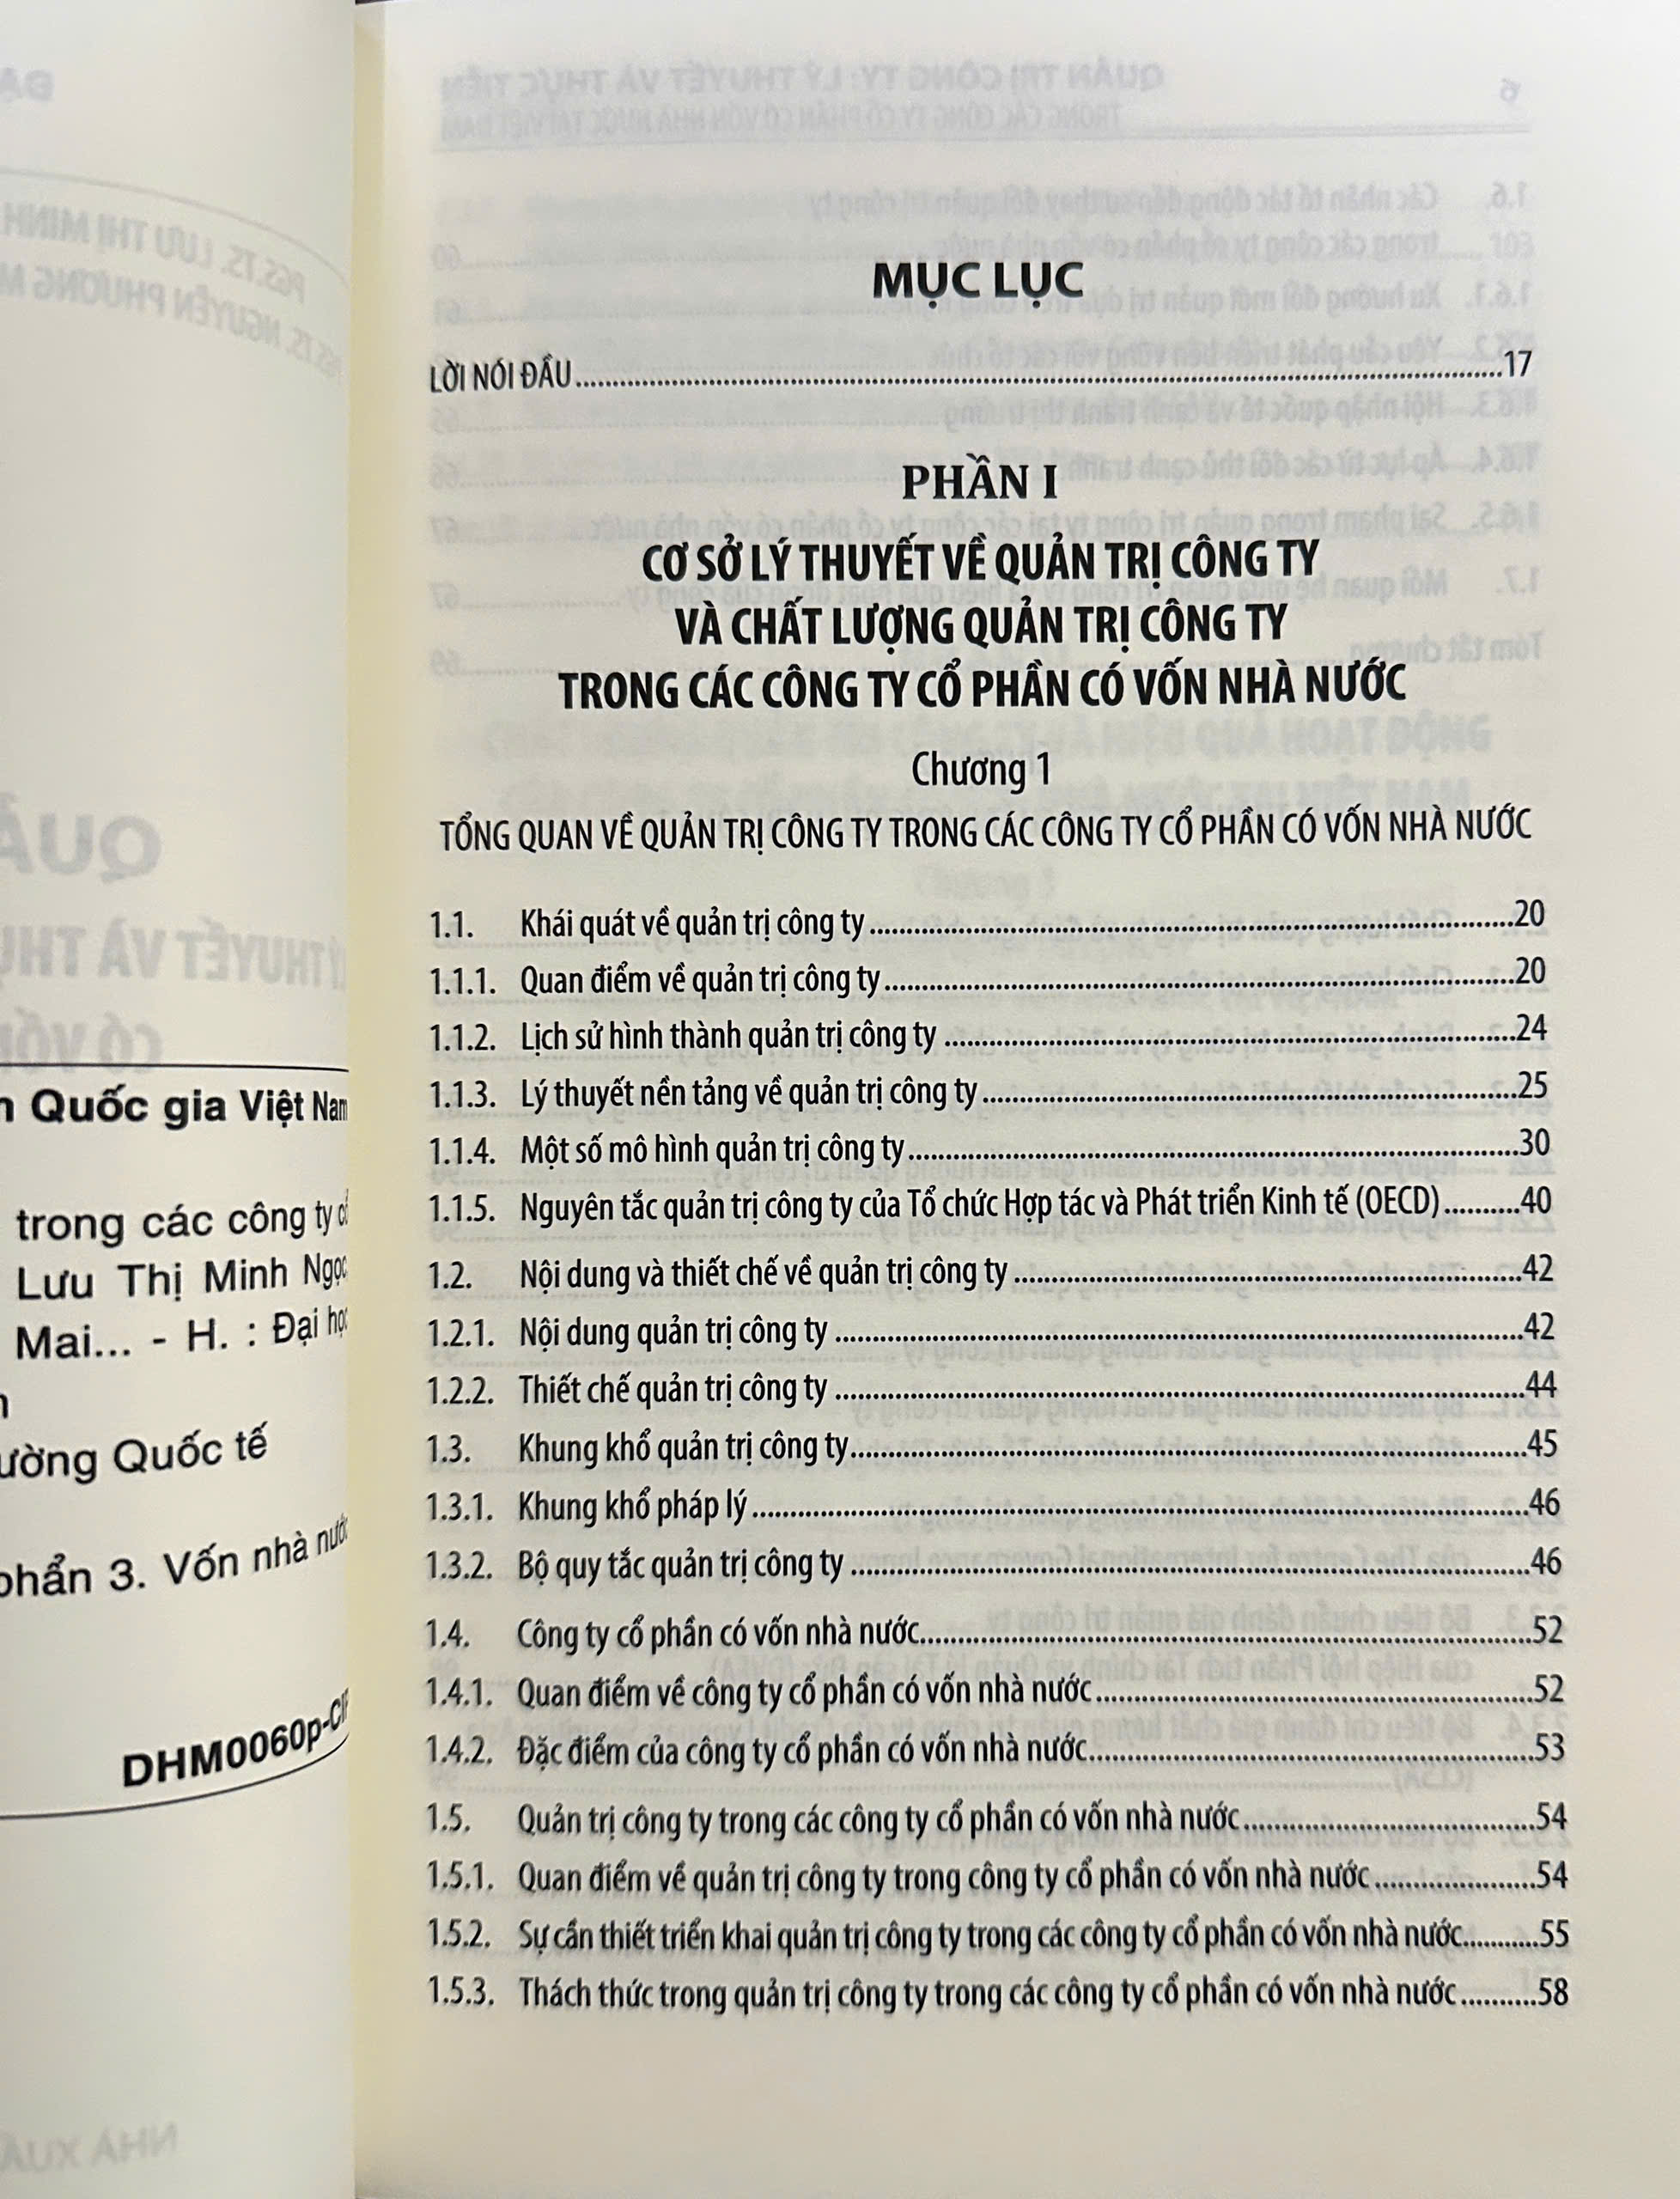 n Quốc gia Việt Nam
trong các công ty
Lưu Thị Minh Ngọc
Mai... - H. : Đại học
ường Quốc tế
phẩn 3. Vốn nhà nước
DHM0060p-CIP
MỤC LỤC
LỜI NÓI ĐẦU 17
PHẦN I
CƠ SỞ LÝ THUYẾT VỀ QUẢN TRỊ CÔNG TY
VÀ CHẤT LƯỢNG QUẢN TRỊ CÔNG TY
TRONG CÁC CÔNG TY CỔ PHẦN CÓ VỐN NHÀ NƯỚC
Chương 1
TỔNG QUAN VỀ QUẢN TRỊ CÔNG TY TRONG CÁC CÔNG TY CỔ PHẦN CÓ VỐN NHÀ NƯỚC
1.1. Khái quát về quản trị công ty 20
1.1.1. Quan điểm về quản trị công ty 20
1.1.2. Lịch sử hình thành quản trị công ty 24
1.1.3. Lý thuyết nền tảng về quản trị công ty 25
1.1.4. Một số mô hình quản trị công ty 30
1.1.5. Nguyên tắc quản trị công ty của Tổ chức Hợp tác và Phát triển Kinh tế (OECD) 40
1.2. Nội dung và thiết chế về quản trị công ty 42
1.2.1. Nội dung quản trị công ty 42
1.2.2. Thiết chế quản trị công ty 44
1.3. Khung khổ quản trị công ty 45
1.3.1. Khung khổ pháp lý 46
1.3.2. Bộ quy tắc quản trị công ty 46
1.4. Công ty cổ phần có vốn nhà nước 52
1.4.1. Quan điểm về công ty cổ phần có vốn nhà nước 52
1.4.2. Đặc điểm của công ty cổ phần có vốn nhà nước 53
1.5. Quản trị công ty trong các công ty cổ phần có vốn nhà nước 54
1.5.1. Quan điểm về quản trị công ty trong công ty cổ phần có vốn nhà nước 54
1.5.2. Sự cần thiết triển khai quản trị công ty trong các công ty cổ phần có vốn nhà nước 55
1.5.3. Thách thức trong quản trị công ty trong các công ty cổ phần có vốn nhà nước 58